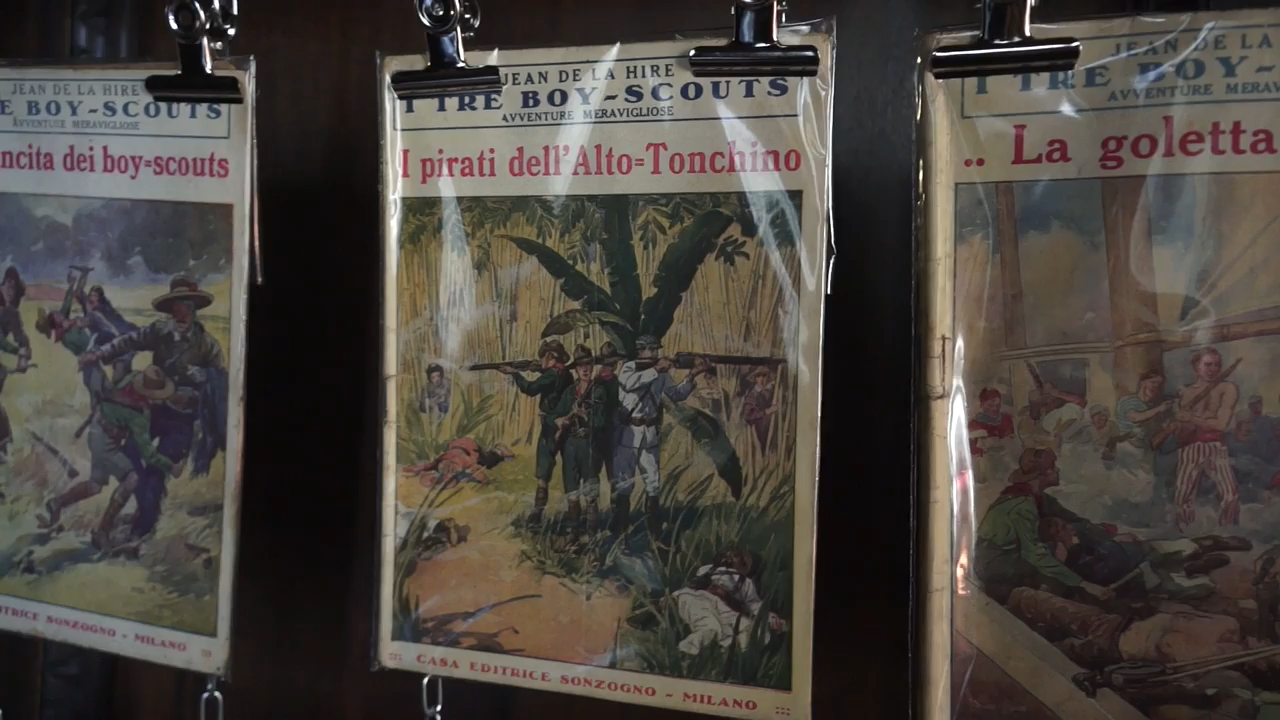 JEAN DE LA HIRE
E BOY-SCOUTS
AVVENTURE MERAVIGLIOSE
ncita dei boy=scouts
TRICE SONZOGNO - MILANO
JEAN DE LA HIRE
I TRE BOY-SCOUTS
AVVENTURE MERAVIGLIOSE
I pirati dell'Alto=Tonchino
CASA EDITRICE SONZOGNO - MILANO
JEAN DE LA
I TRE BOY-
AVVENTURE MERAV
.. La goletta